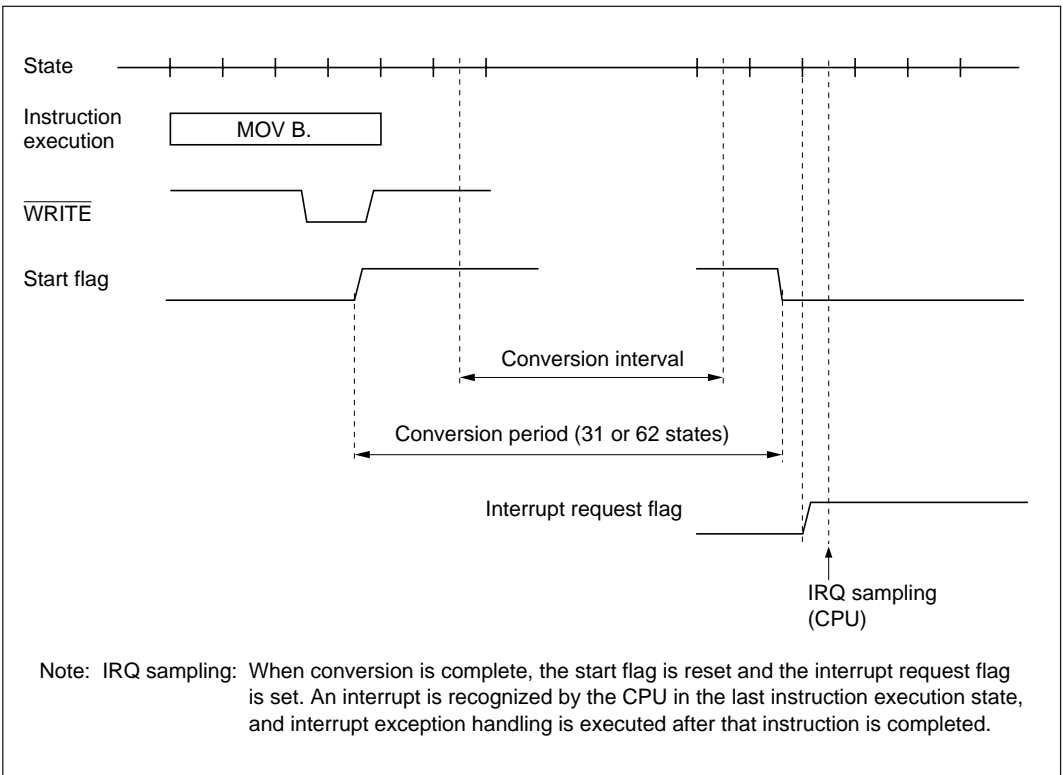 State
Instruction
execution
MOV B.
WRITE
Start flag
Conversion interval
Conversion period (31 or 62 states)
Interrupt request flag
IRQ sampling
(CPU)
Note: IRQ sampling: When conversion is complete, the start flag is reset and the interrupt request flag
is set. An interrupt is recognized by the CPU in the last instruction execution state,
and interrupt exception handling is executed after that instruction is completed.